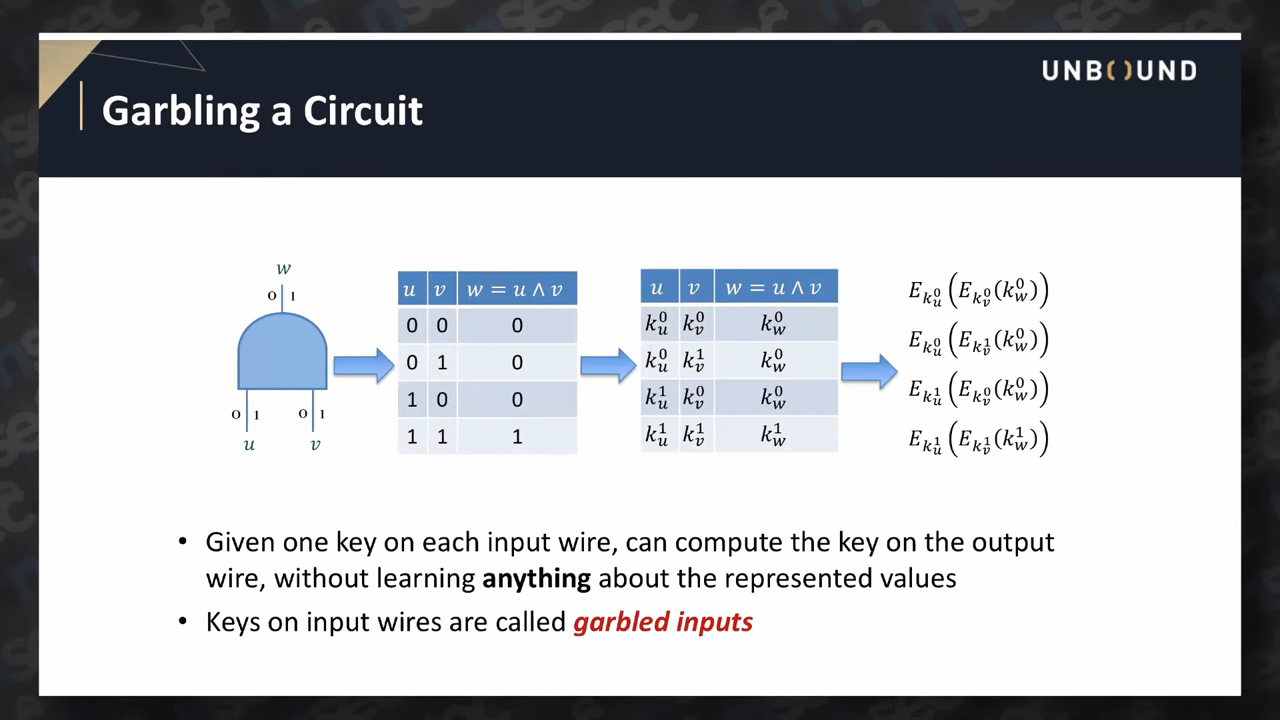 UNBOUND
Garbling a Circuit
w
0 1
0 1 0 1
u v
u v w = u ∧ v
0 0 0
0 1 0
1 0 0
1 1 1
u v w = u ∧ v
k_u^0 k_v^0 k_w^0
k_u^0 k_v^1 k_w^0
k_u^1 k_v^0 k_w^0
k_u^1 k_v^1 k_w^1
E_{k_u^0}(E_{k_v^0}(k_w^0))
E_{k_u^0}(E_{k_v^1}(k_w^0))
E_{k_u^1}(E_{k_v^0}(k_w^0))
E_{k_u^1}(E_{k_v^1}(k_w^1))
• Given one key on each input wire, can compute the key on the output
wire, without learning anything about the represented values
• Keys on input wires are called garbled inputs